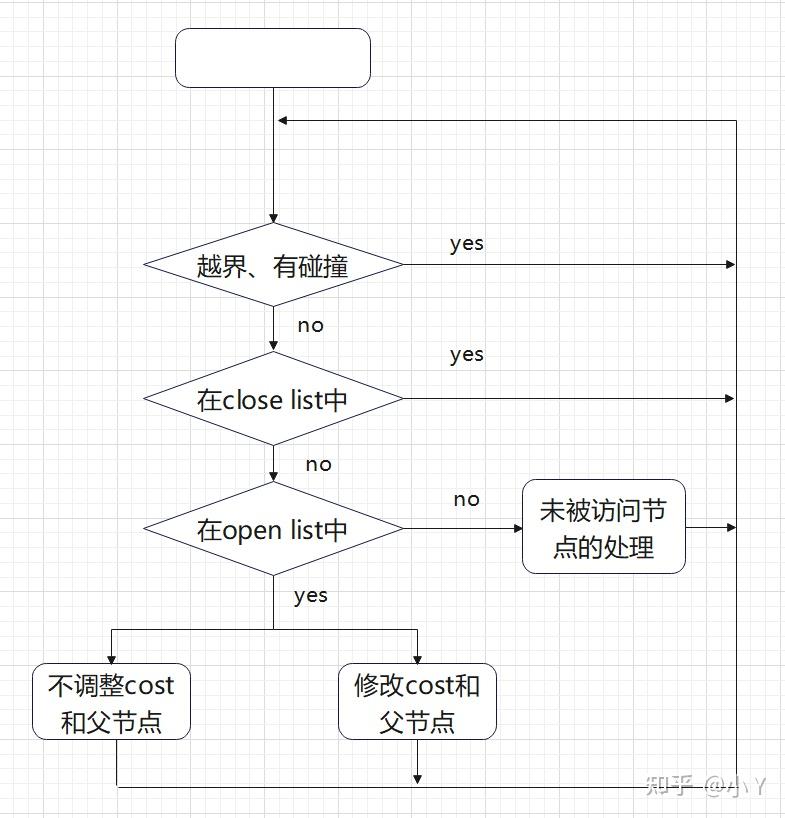 越界、有碰撞
yes
no
在close list中
yes
no
在open list中
no
未被访问节
点的处理
yes
不调整cost
和父节点
修改cost和
父节点
知乎 @小Y